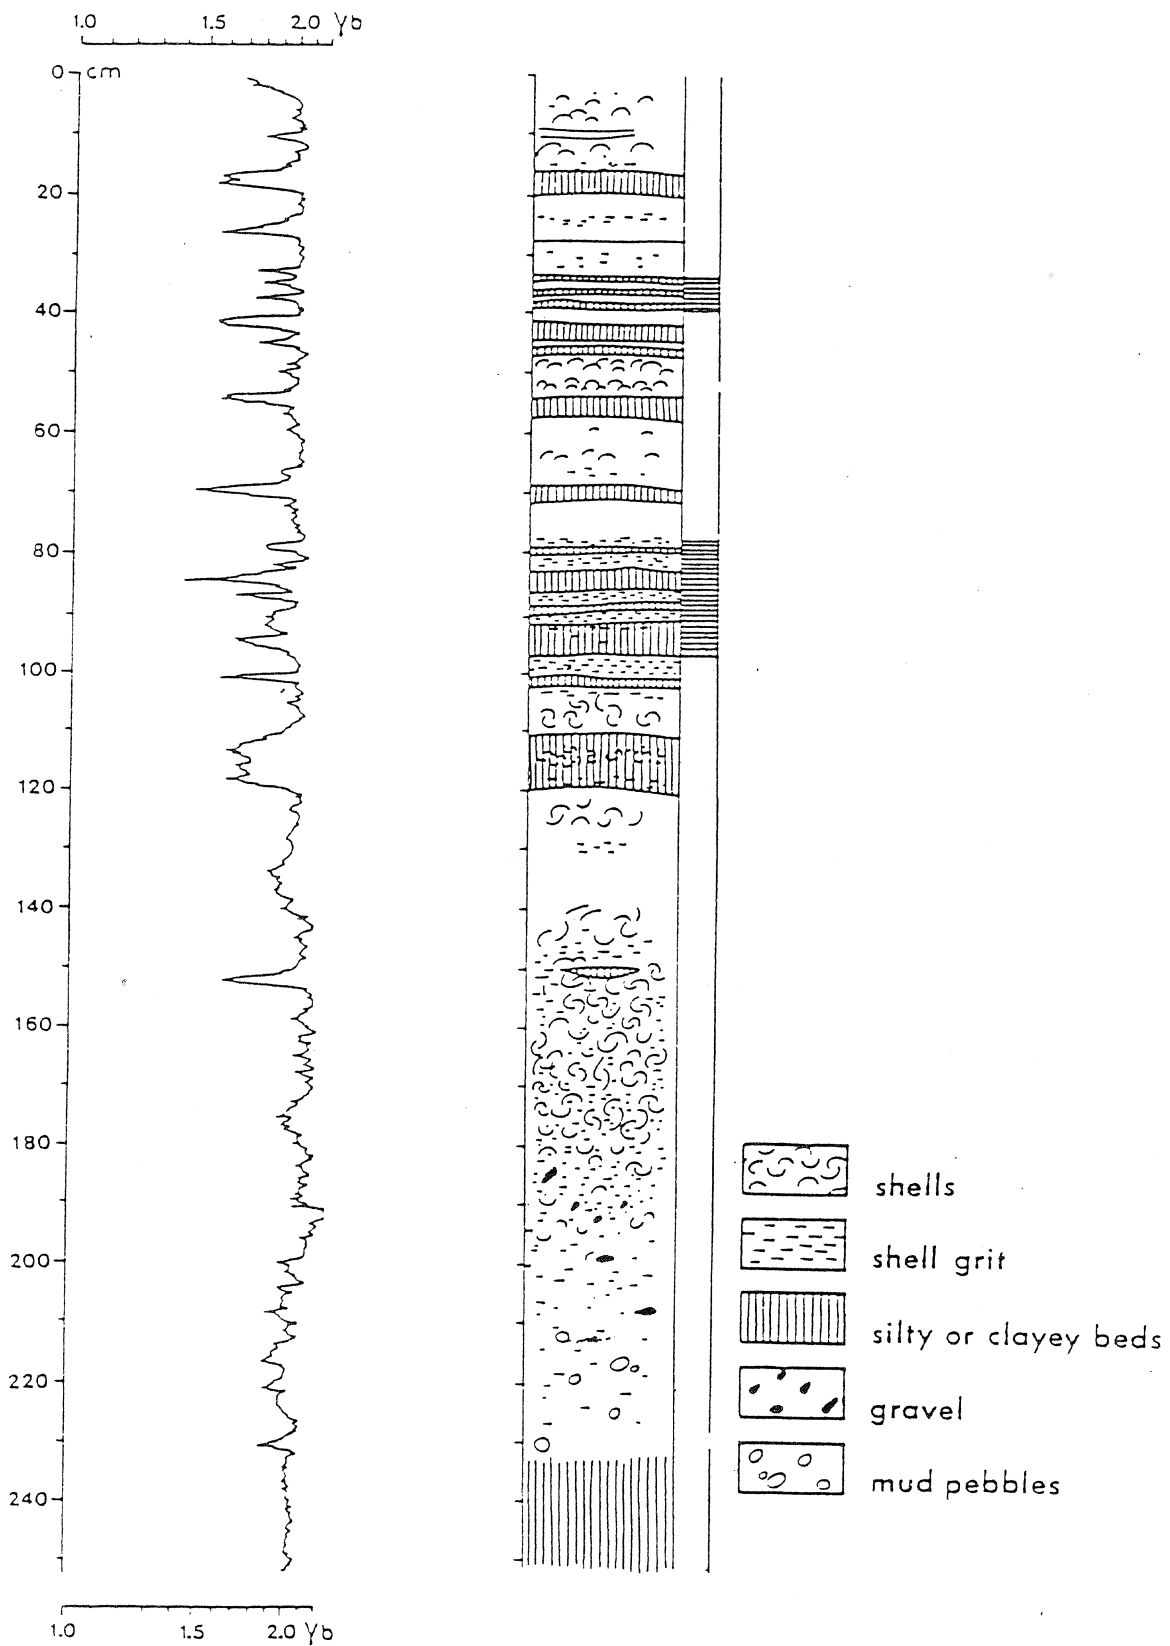 1.0 1.5 2.0 γb
0 cm
20
40
60
80
100
120
140
160
180
200
220
240
shells
shell grit
silty or clayey beds
gravel
mud pebbles
1.0 1.5 2.0 γb